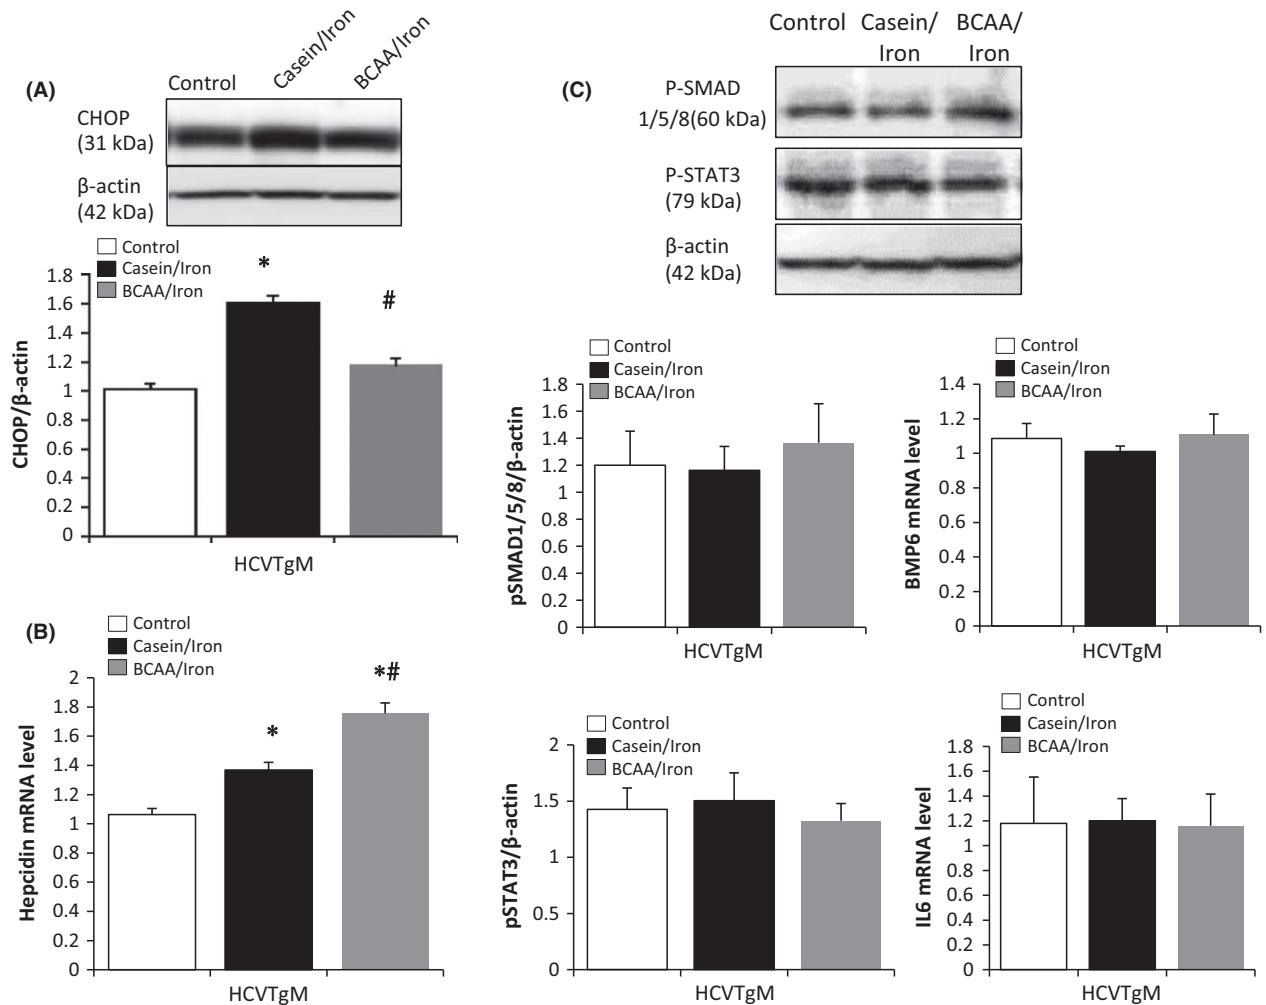 (A)
Control
Casein/Iron
BCAA/Iron
CHOP
(31 kDa)
β-actin
(42 kDa)
Control
Casein/Iron
BCAA/Iron
*
#
1.8
1.6
1.4
1.2
1
0.8
0.6
0.4
0.2
0
CHOP/β-actin
HCVTgM
(B)
Control
Casein/Iron
BCAA/Iron
*
*#
2
1.8
1.6
1.4
1.2
1
0.8
0.6
0.4
0.2
0
Hepcidin mRNA level
HCVTgM
(C)
Control
Casein/
Iron
BCAA/
Iron
P-SMAD
1/5/8(60 kDa)
P-STAT3
(79 kDa)
β-actin
(42 kDa)
Control
Casein/Iron
BCAA/Iron
1.8
1.6
1.4
1.2
1
0.8
0.6
0.4
0.2
0
pSMAD1/5/8/β-actin
HCVTgM
Control
Casein/Iron
BCAA/Iron
1.4
1.2
1
0.8
0.6
0.4
0.2
0
BMP6 mRNA level
HCVTgM
Control
Casein/Iron
BCAA/Iron
2
1.5
1
0.5
0
pSTAT3/β-actin
HCVTgM
Control
Casein/Iron
BCAA/Iron
1.8
1.6
1.4
1.2
1
0.8
0.6
0.4
0.2
0
IL6 mRNA level
HCVTgM